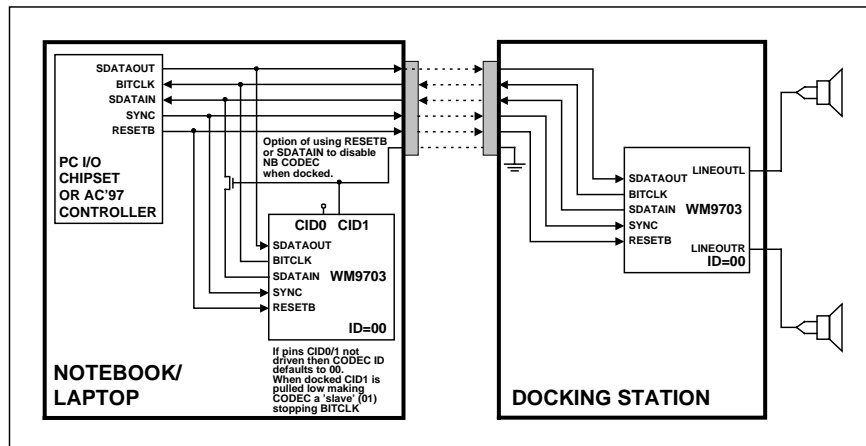 SDATAOUT
BITCLK
SDATAIN
SYNC
RESETB
PC I/O
CHIPSET
OR AC'97
CONTROLLER
Option of using RESETB
or SDATAIN to disable
NB CODEC
when docked.
CID0 CID1
SDATAOUT
BITCLK
SDATAIN WM9703
SYNC
RESETB
ID=00
If pins CID0/1 not
driven then CODEC ID
defaults to 00.
When docked CID1 is
pulled low making
CODEC a 'slave' (01)
stopping BITCLK
NOTEBOOK/
LAPTOP
LINEOUTL
SDATAOUT
BITCLK
SDATAIN WM9703
SYNC
RESETB
LINEOUTR
ID=00
DOCKING STATION